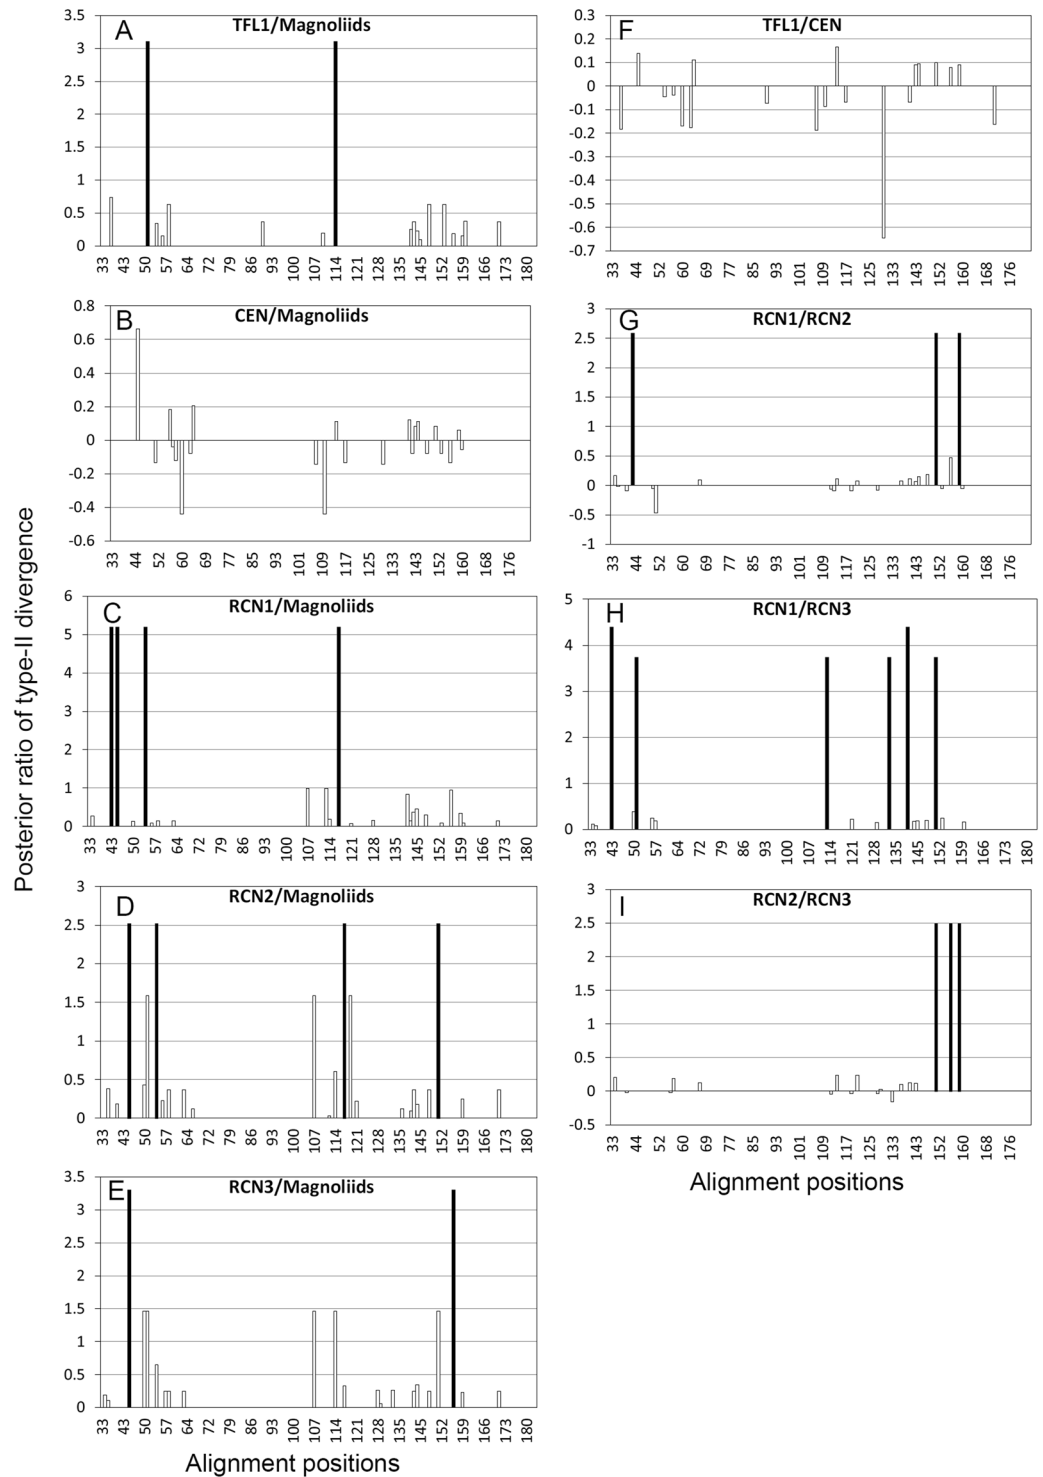 Posterior ratio of type-II divergence
A
TFL1/Magnoliids
3.5
3
2.5
2
1.5
1
0.5
0
33 43 50 57 64 72 79 86 93 100 107 114 121 128 135 145 152 159 166 173 180
B
CEN/Magnoliids
0.8
0.6
0.4
0.2
0
-0.2
-0.4
-0.6
33 44 52 60 69 77 85 93 101 109 117 125 133 143 152 160 168 176
C
RCN1/Magnoliids
6
5
4
3
2
1
0
33 43 50 57 64 72 79 86 93 100 107 114 121 128 135 145 152 159 166 173 180
D
RCN2/Magnoliids
3
2.5
2
1.5
1
0.5
0
33 43 50 57 64 72 79 86 93 100 107 114 121 128 135 145 152 159 166 173 180
E
RCN3/Magnoliids
3.5
3
2.5
2
1.5
1
0.5
0
33 43 50 57 64 72 79 86 93 100 107 114 121 128 135 145 152 159 166 173 180
Alignment positions
F
TFL1/CEN
0.3
0.2
0.1
0
-0.1
-0.2
-0.3
-0.4
-0.5
-0.6
-0.7
33 44 52 60 69 77 85 93 101 109 117 125 133 143 152 160 168 176
G
RCN1/RCN2
3
2.5
2
1.5
1
0.5
0
-0.5
-1
33 44 52 60 69 77 85 93 101 109 117 125 133 143 152 160 168 176
H
RCN1/RCN3
5
4
3
2
1
0
33 43 50 57 64 72 79 86 93 100 107 114 121 128 135 145 152 159 166 173 180
I
RCN2/RCN3
3
2.5
2
1.5
1
0.5
0
-0.5
33 44 52 60 69 77 85 93 101 109 117 125 133 143 152 160 168 176
Alignment positions